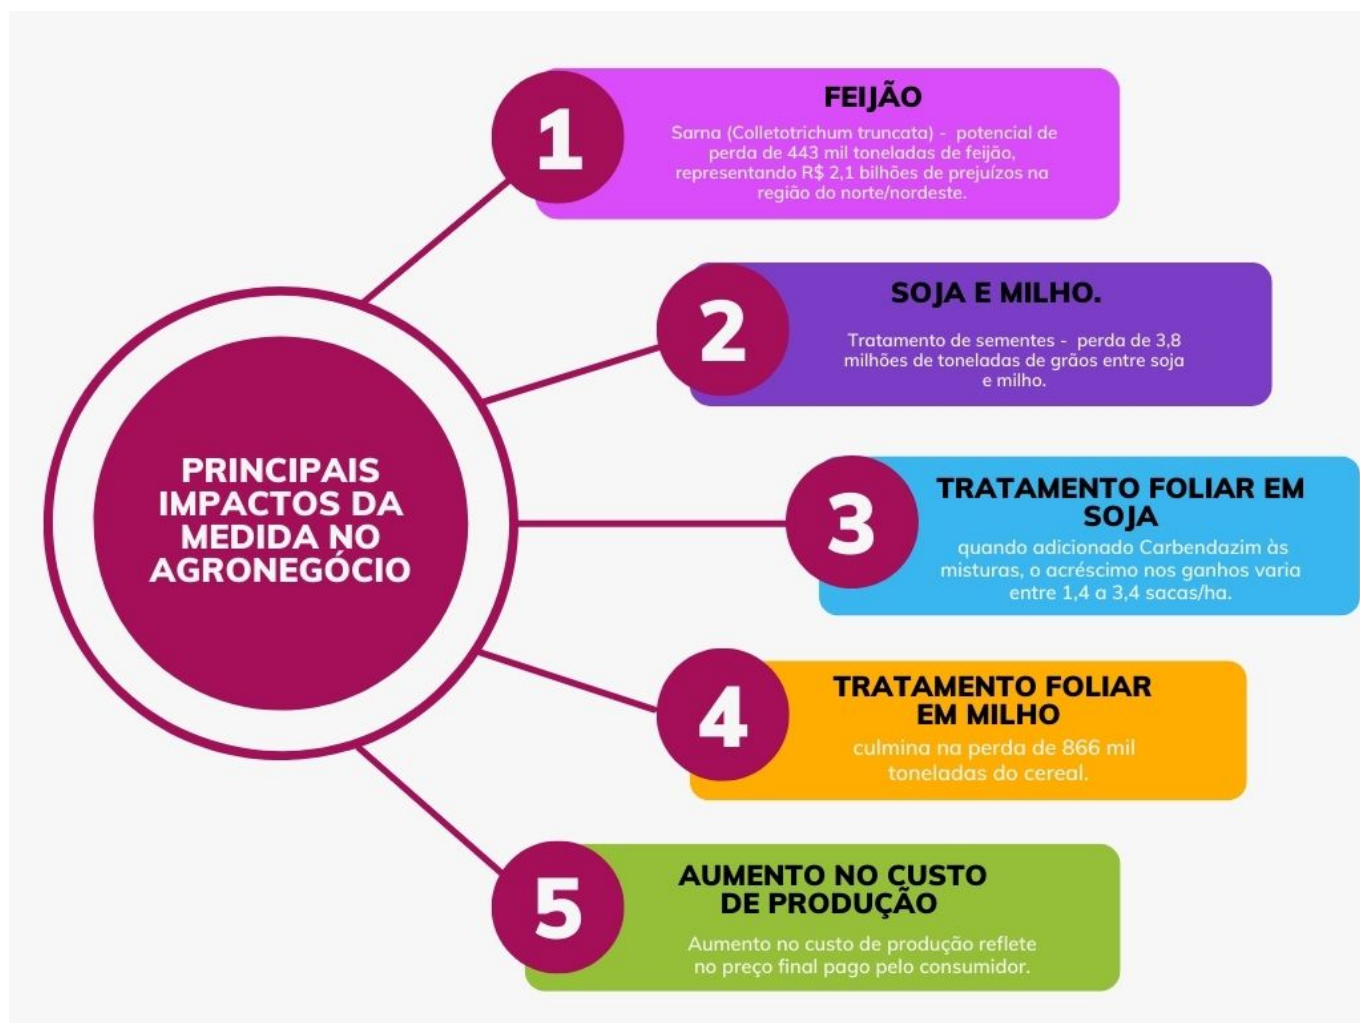 PRINCIPAIS
IMPACTOS DA
MEDIDA NO
AGRONEGÓCIO
1
FEIJÃO
Sarna (Colletotrichum truncata) - potencial de
perda de 443 mil toneladas de feijão,
representando R$ 2,1 bilhões de prejuízos na
região do norte/nordeste.
2
SOJA E MILHO.
Tratamento de sementes - perda de 3,8
milhões de toneladas de grãos entre soja
e milho.
3
TRATAMENTO FOLIAR EM
SOJA
quando adicionado Carbendazim às
misturas, o acréscimo nos ganhos varia
entre 1,4 a 3,4 sacas/ha.
4
TRATAMENTO FOLIAR
EM MILHO
culmina na perda de 866 mil
toneladas do cereal.
5
AUMENTO NO CUSTO
DE PRODUÇÃO
Aumento no custo de produção reflete
no preço final pago pelo consumidor.